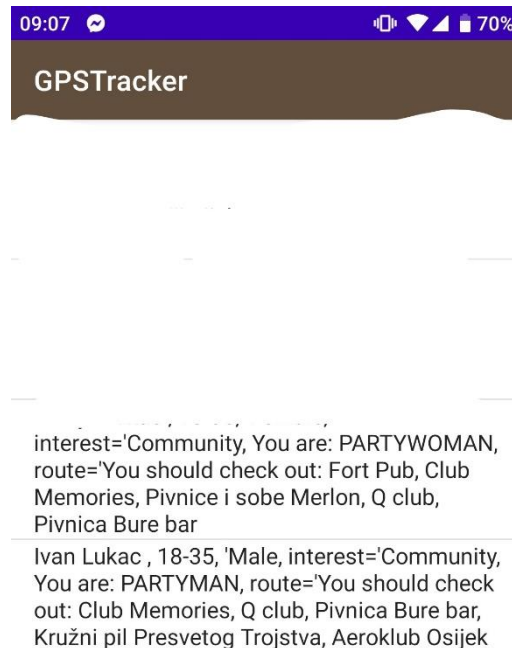 09:07 70%
GPSTracker
interest='Community, You are: PARTYWOMAN,
route='You should check out: Fort Pub, Club
Memories, Pivnice i sobe Merlon, Q club,
Pivnica Bure bar
Ivan Lukac , 18-35, 'Male, interest='Community,
You are: PARTYMAN, route='You should check
out: Club Memories, Q club, Pivnica Bure bar,
Kružni pil Presvetog Trojstva, Aeroklub Osijek